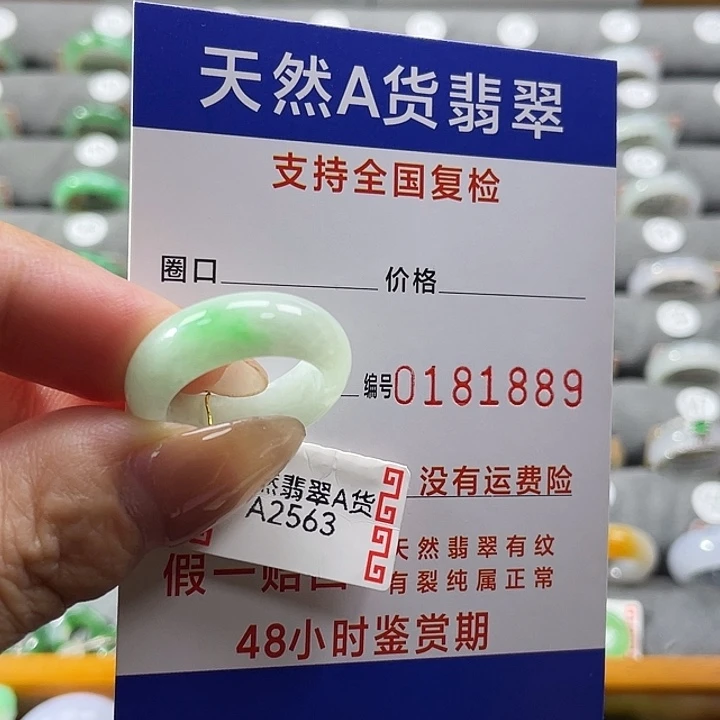 天然A货翡翠
支持全国复检
圈口 价格
编号0181889
没有运费险
然翡翠A货
A2563
天然翡翠有纹
假一赔
有裂纯属正常
48小时鉴赏期